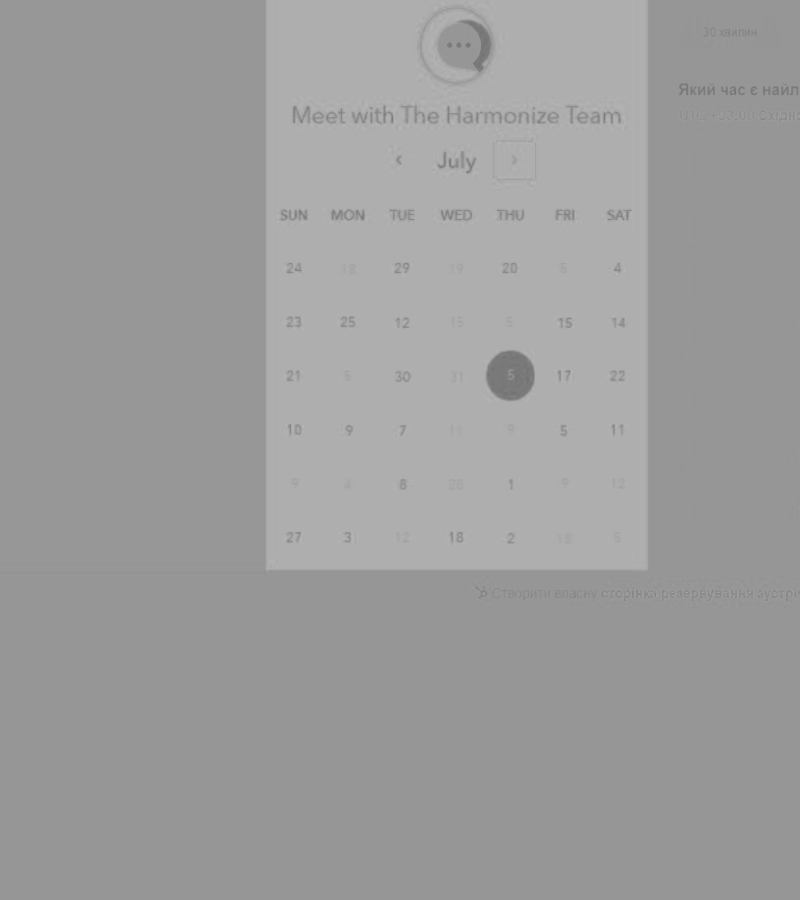 30 хвилин
Meet with The Harmonize Team
Який час є найл
July
SUN MON TUE WED THU FRI SAT
24 18 29 19 20 5 4
23 25 12 15 5 15 14
21 5 30 31 5 17 22
10 9 7 11 9 5 11
9 4 8 28 1 9 12
27 3 12 18 2 18 5
Створити власну сторінка резервування зустрі